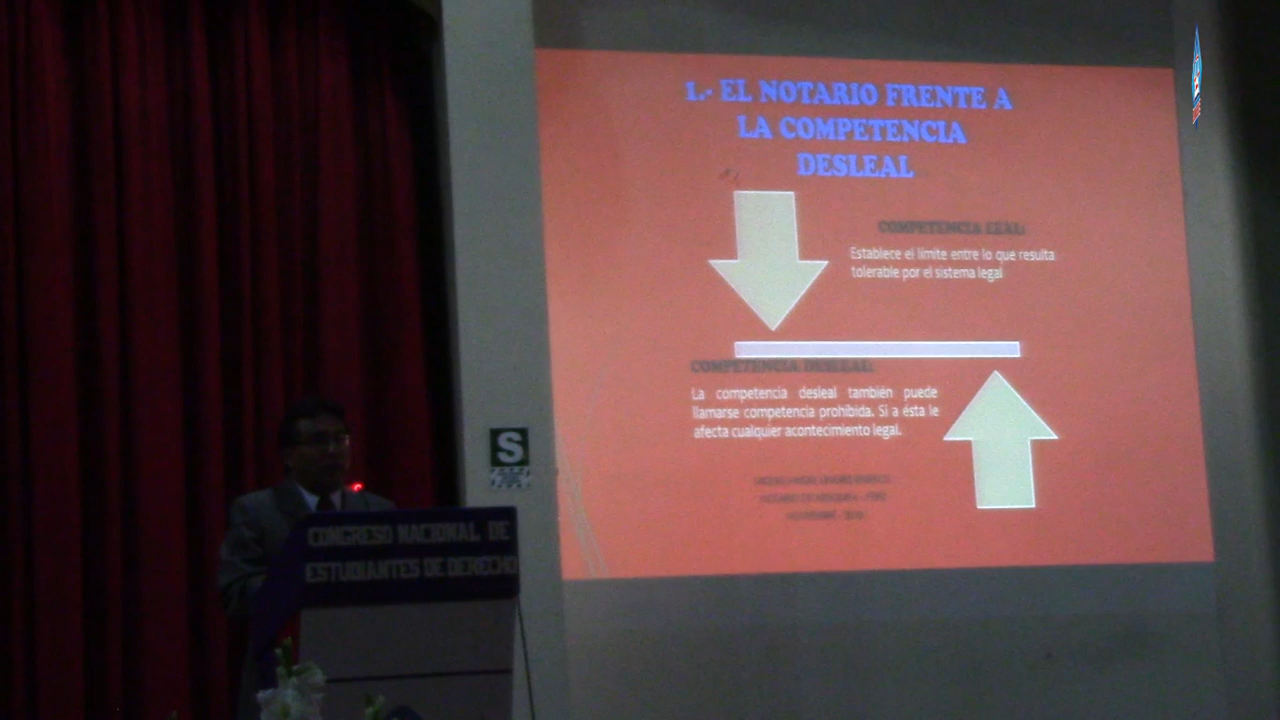 1.- EL NOTARIO FRENTE A
LA COMPETENCIA
DESLEAL
COMPETENCIA LEAL:
Establece el límite entre lo que resulta
tolerable por el sistema legal
COMPETENCIA DESLEAL:
La competencia desleal también puede
llamarse competencia prohíbida. Si a ésta le
afecta cualquier acontecimiento legal.
S
CONGRESO NACIONAL DE
ESTUDIANTES DE DERECHO